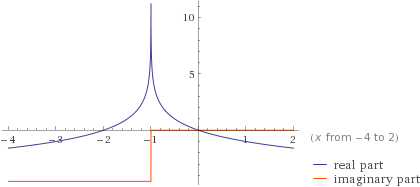 10
5
−4 −3 −2 −1 1 2
(x from −4 to 2)
real part
imaginary part